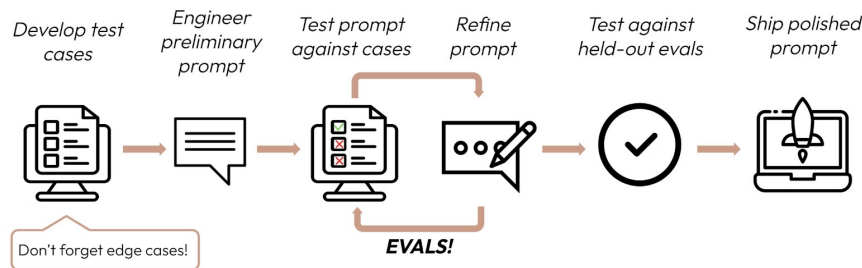 Develop test
cases
Engineer
preliminary
prompt
Test prompt
against cases
Refine
prompt
Test against
held-out evals
Ship polished
prompt
Don't forget edge cases!
EVALS!